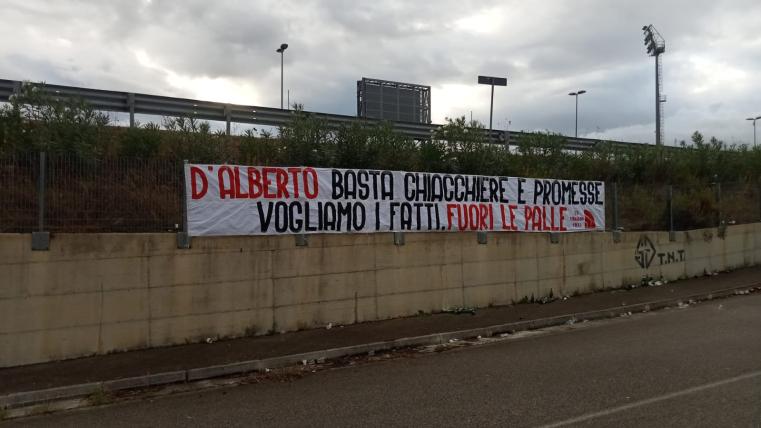 D'ALBERTO BASTA CHIACCHIERE E PROMESSE
VOGLIAMO I FATTI. FUORI LE PALLE
T.N.T.